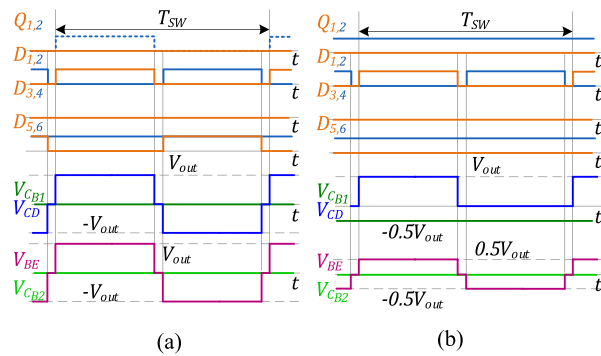 Q1,2
TSW
D1,2
t
D3,4
t
D5,6
t
Vout
VCB1
VCD
-Vout
t
VBE
Vout
VCB2
-Vout
t
(a)
Q1,2
TSW
D1,2
t
D3,4
t
D5,6
t
Vout
VCB1
VCD
-0.5Vout
t
VBE
0.5Vout
VCB2
-0.5Vout
t
(b)